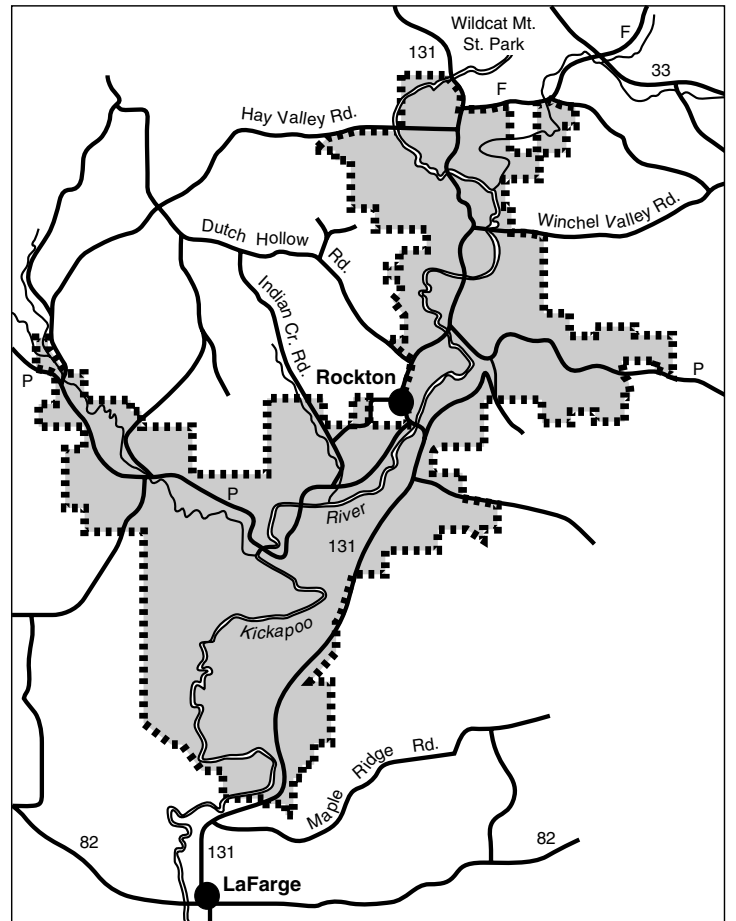 Wildcat Mt.
St. Park
131
F
33
F
Hay Valley Rd.
Winchel Valley Rd.
Dutch Hollow
Rd.
Indian Cr. Rd.
Rockton
P
P
P
River
131
Kickapoo
Maple Ridge Rd.
82
82
131
LaFarge